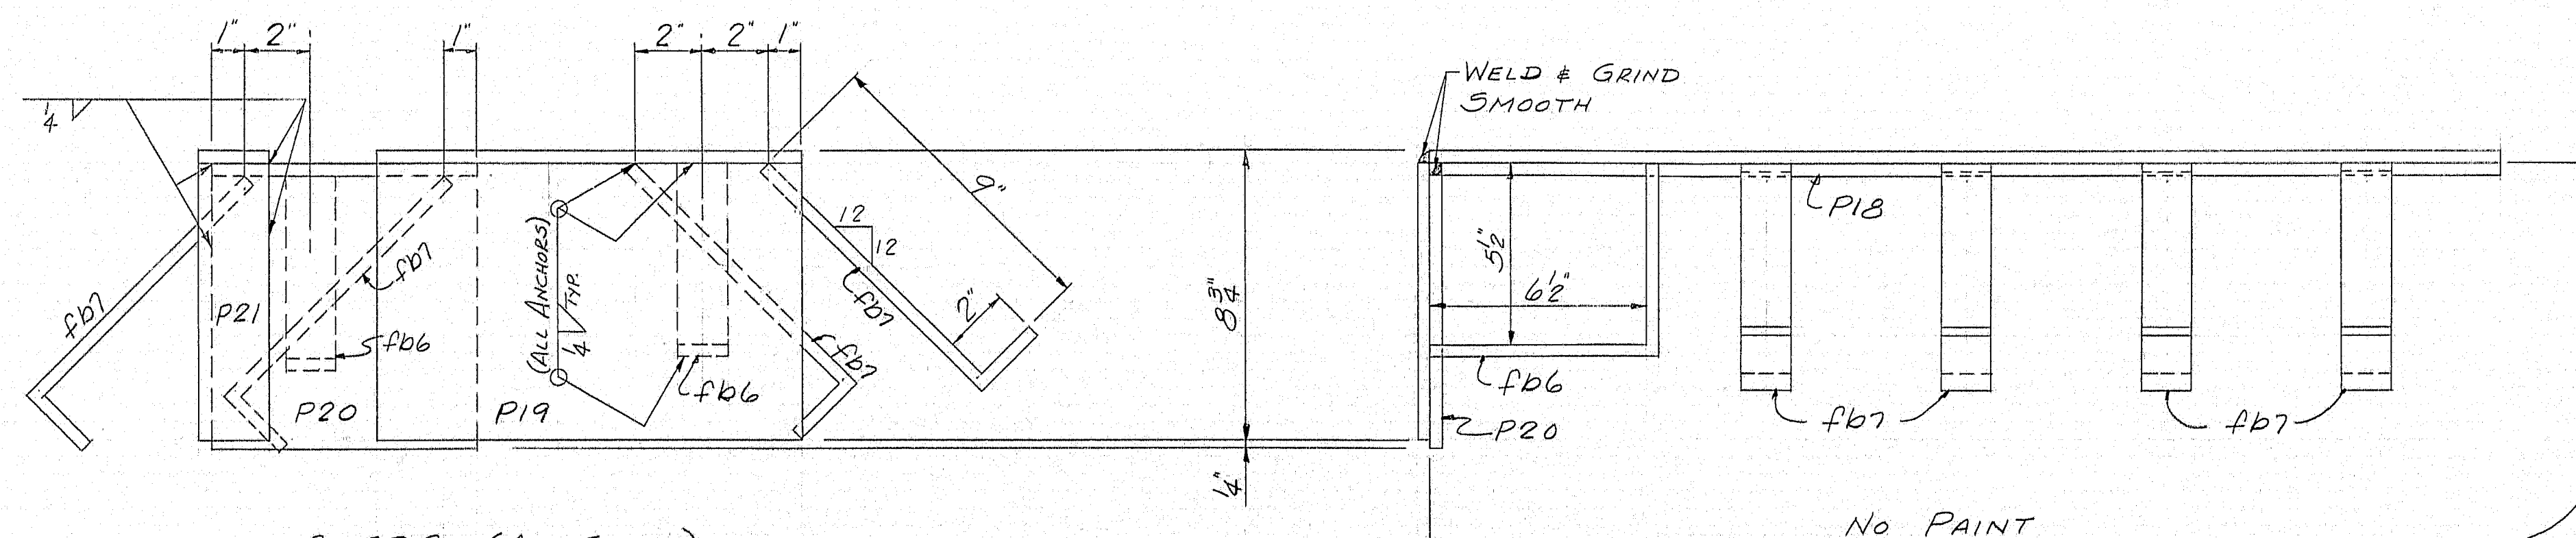 1" 2" 1" 2" 2" 1"
WELD & GRIND
SMOOTH
1/4
9"
12
12
P18
fb7
5 1/2"
6 1/2"
fb7
P21
fb6
(ALL ANCHORS)
1/4 TYP.
fb7
fb7
8 3/4"
fb6
fb6
P20
P19
P20
fb7
fb7
1/4"
NO PAINT